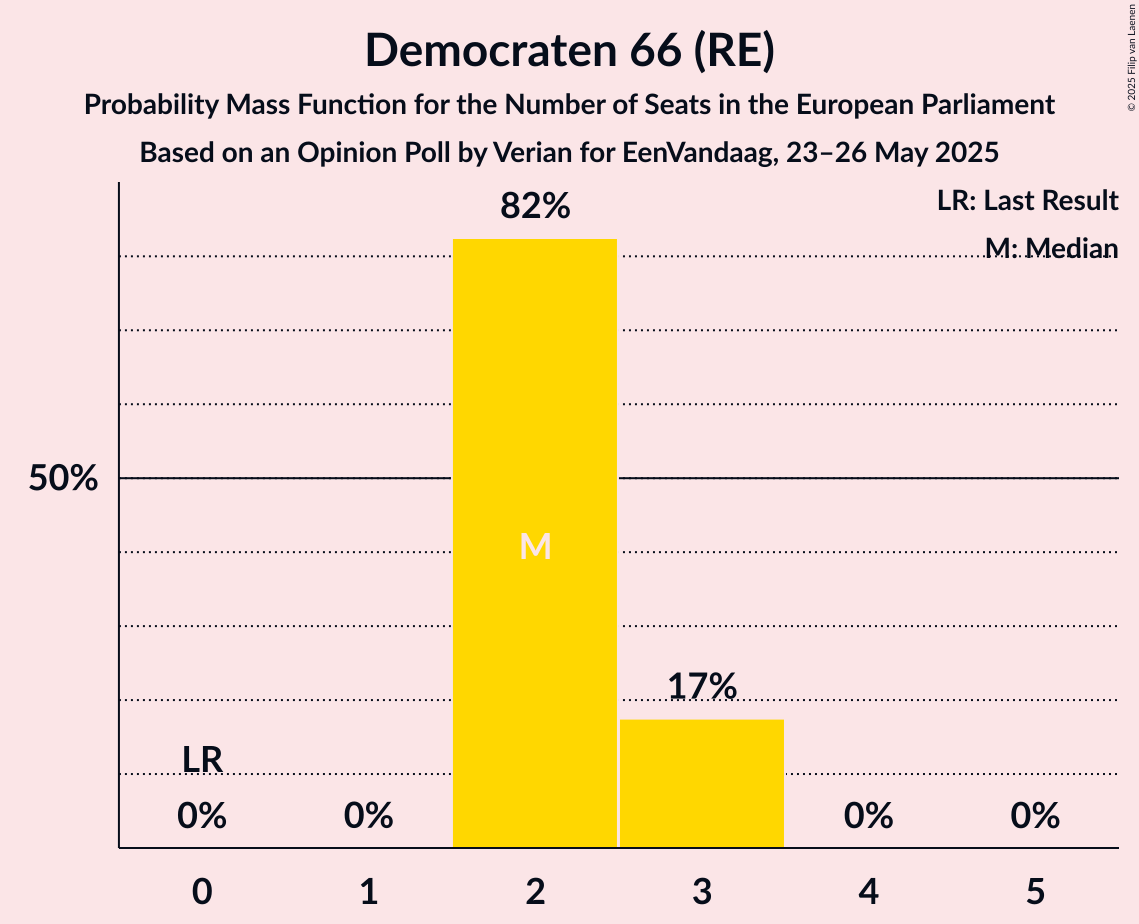 Democraten 66 (RE)
Probability Mass Function for the Number of Seats in the European Parliament
Based on an Opinion Poll by Verian for EenVandaag, 23–26 May 2025
© 2025 Filip van Laenen
LR: Last Result
M: Median
82%
50%
M
17%
LR
0% 0% 0% 0%
0 1 2 3 4 5